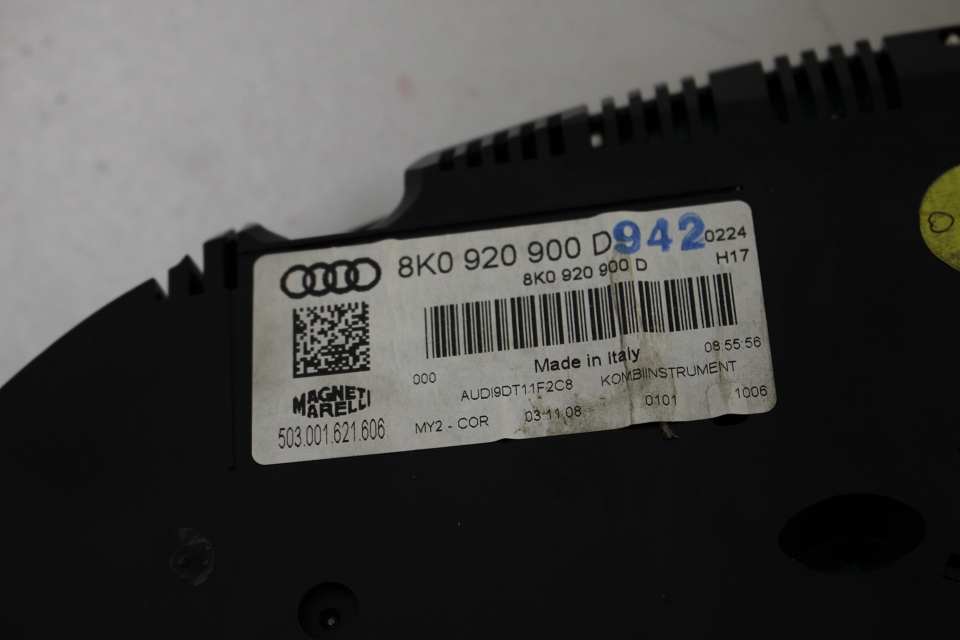 8K0 920 900 D 942 0224
8K0 920 900 D H17
000 Made in Italy 08:55:56
MAGNETI MARELLI
AUDI9DT11F2C8 KOMBIINSTRUMENT
503.001.621.606 MY2 - COR 03.11.08 0101 1006
0